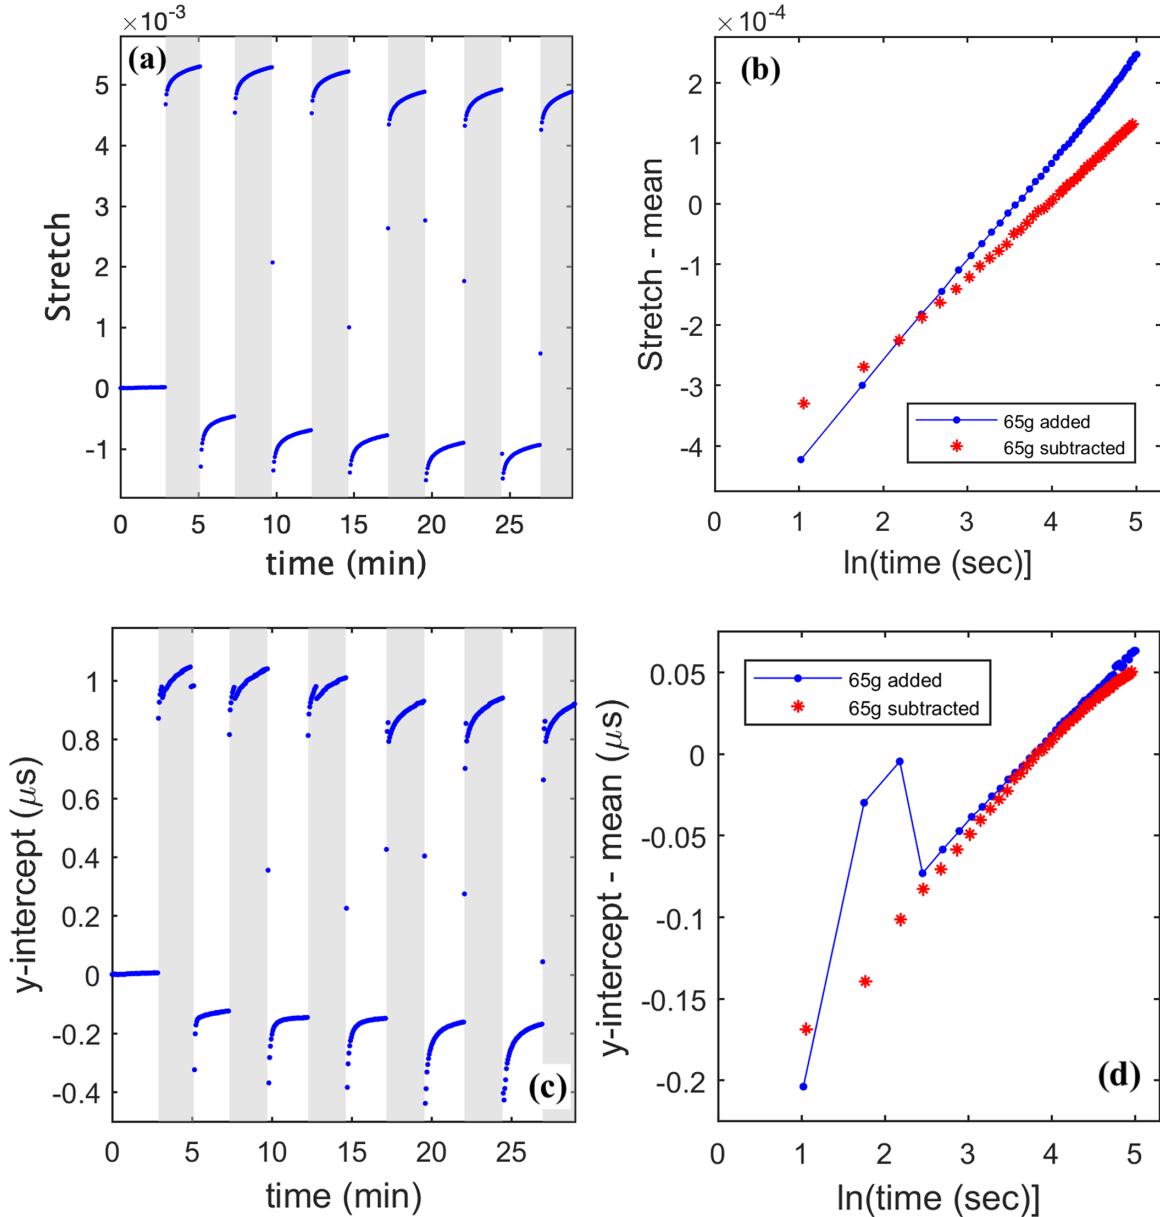 ×10⁻³
(a)
5
4
3
2
1
0
-1
Stretch
0 5 10 15 20 25
time (min)
×10⁻⁴
(b)
2
1
0
-1
-2
-3
-4
Stretch - mean
65g added
65g subtracted
0 1 2 3 4 5
ln(time (sec)]
1
0.8
0.6
0.4
0.2
0
-0.2
-0.4
y-intercept (μs)
(c)
0 5 10 15 20 25
time (min)
0.05
0
-0.05
-0.1
-0.15
-0.2
y-intercept - mean (μs)
65g added
65g subtracted
(d)
0 1 2 3 4 5
ln(time (sec)]